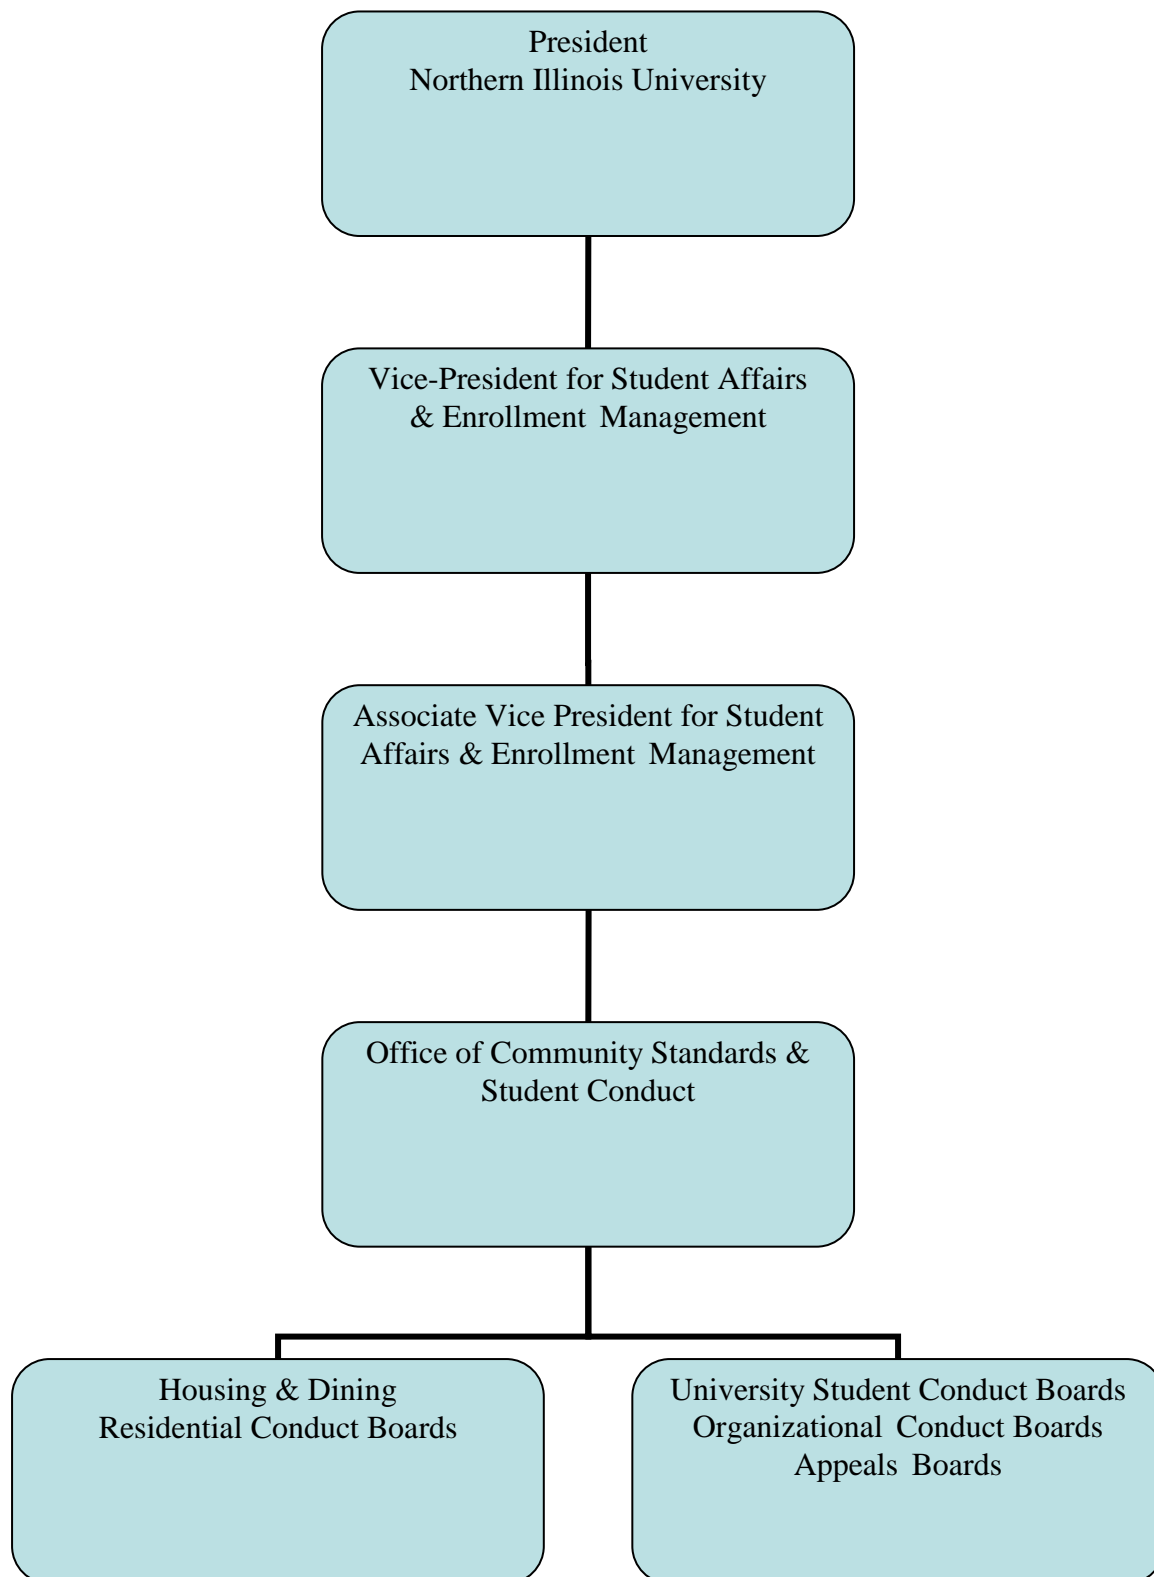 President
Northern Illinois University
Vice-President for Student Affairs
& Enrollment Management
Associate Vice President for Student
Affairs & Enrollment Management
Office of Community Standards &
Student Conduct
Housing & Dining
Residential Conduct Boards
University Student Conduct Boards
Organizational Conduct Boards
Appeals Boards